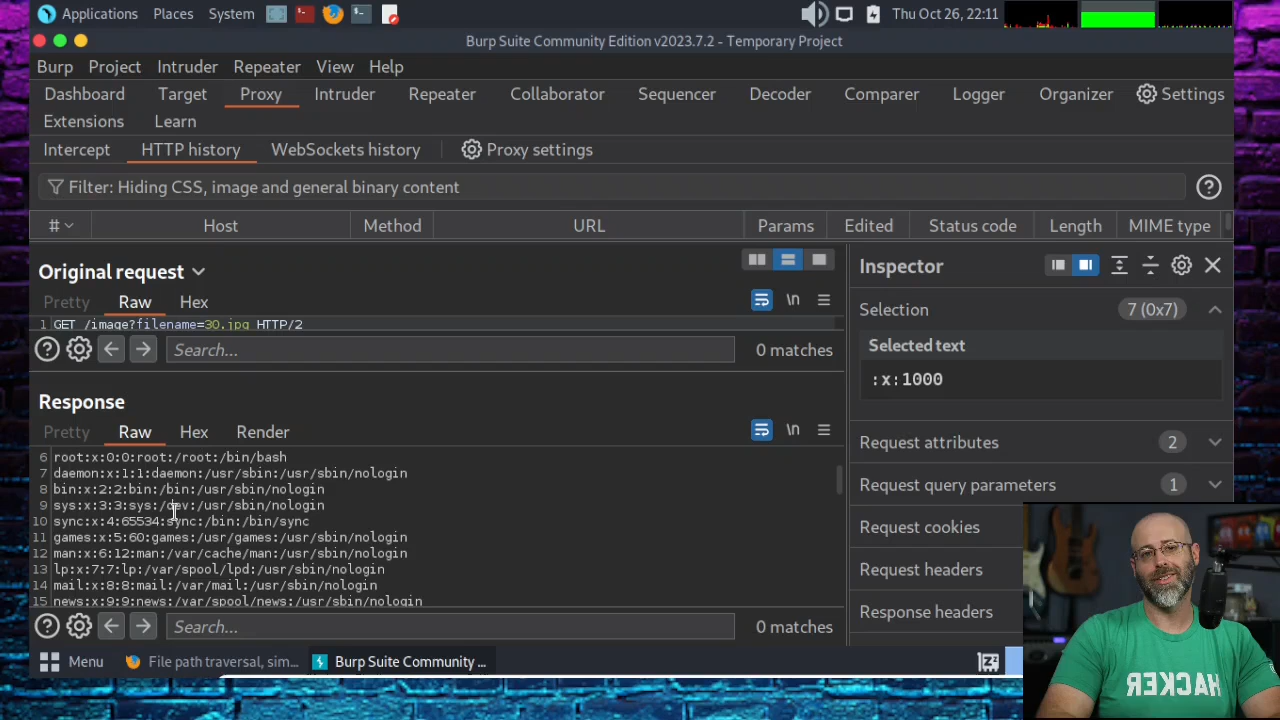 Applications Places System Thu Oct 26, 22:11
Burp Suite Community Edition v2023.7.2 - Temporary Project
Burp Project Intruder Repeater View Help
Dashboard Target Proxy Intruder Repeater Collaborator Sequencer Decoder Comparer Logger Organizer Settings
Extensions Learn
Intercept HTTP history WebSockets history Proxy settings
Filter: Hiding CSS, image and general binary content ?
# Host Method URL Params Edited Status code Length MIME type
Original request
Pretty Raw Hex \n
1 GET /image?filename=30.jpg HTTP/2
? Search... 0 matches
Response
Pretty Raw Hex Render \n
6 root:x:0:0:root:/root:/bin/bash
7 daemon:x:1:1:daemon:/usr/sbin:/usr/sbin/nologin
8 bin:x:2:2:bin:/bin:/usr/sbin/nologin
9 sys:x:3:3:sys:/dev:/usr/sbin/nologin
10 sync:x:4:65534:sync:/bin:/bin/sync
11 games:x:5:60:games:/usr/games:/usr/sbin/nologin
12 man:x:6:12:man:/var/cache/man:/usr/sbin/nologin
13 lp:x:7:7:lp:/var/spool/lpd:/usr/sbin/nologin
14 mail:x:8:8:mail:/var/mail:/usr/sbin/nologin
15 news:x:9:9:news:/var/spool/news:/usr/sbin/nologin
? Search... 0 matches
Inspector
Selection 7 (0x7)
Selected text
:x:1000
Request attributes 2
Request query parameters 1
Request cookies
Request headers
Response headers
Menu File path traversal, sim... Burp Suite Community ...
HACKER